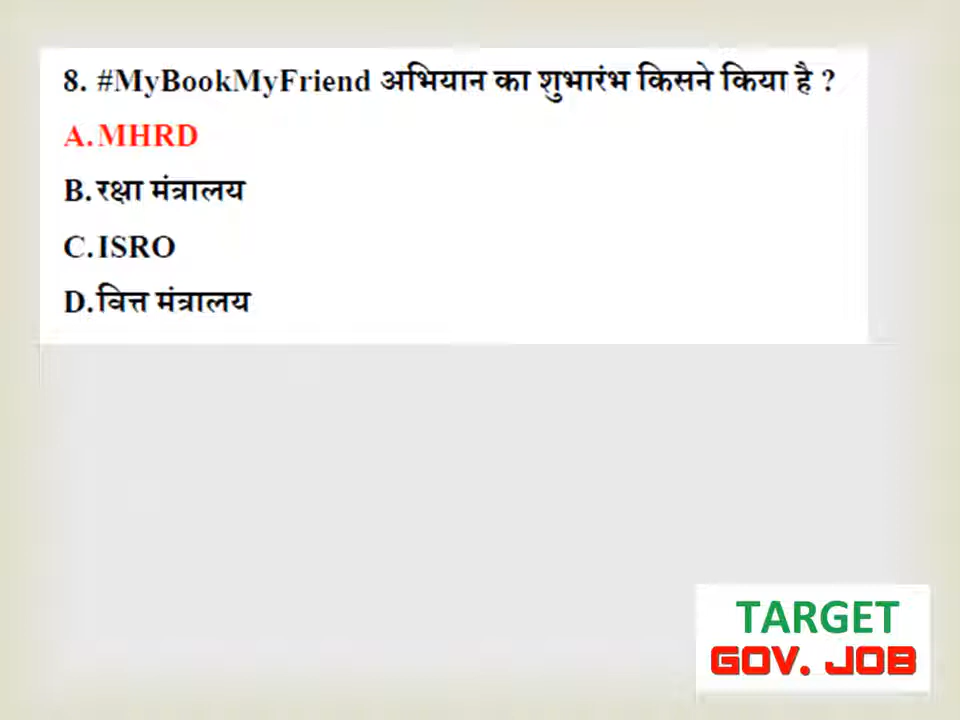 8. #MyBookMyFriend अभियान का शुभारंभ किसने किया है ?
A.MHRD
B.रक्षा मंत्रालय
C.ISRO
D.वित्त मंत्रालय
TARGET
GOV. JOB